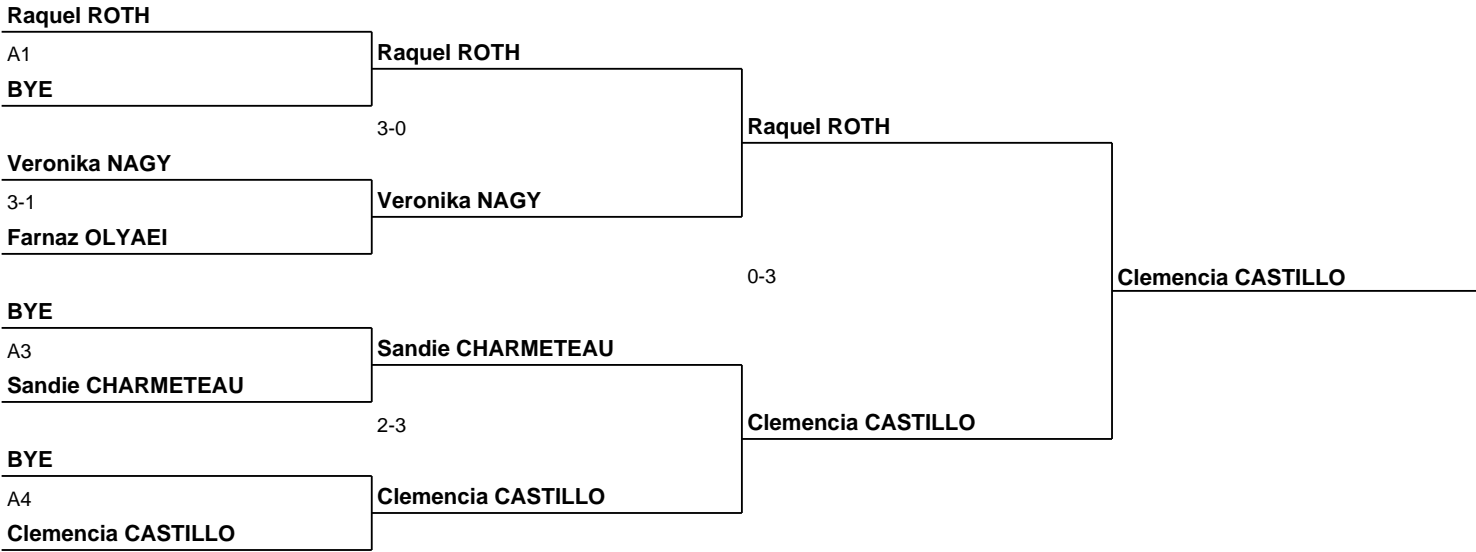 Raquel ROTH
A1
BYE
Raquel ROTH
3-0
Veronika NAGY
3-1
Farnaz OLYAEI
Veronika NAGY
Raquel ROTH
0-3
BYE
A3
Sandie CHARMETEAU
Sandie CHARMETEAU
2-3
BYE
A4
Clemencia CASTILLO
Clemencia CASTILLO
Clemencia CASTILLO
Clemencia CASTILLO